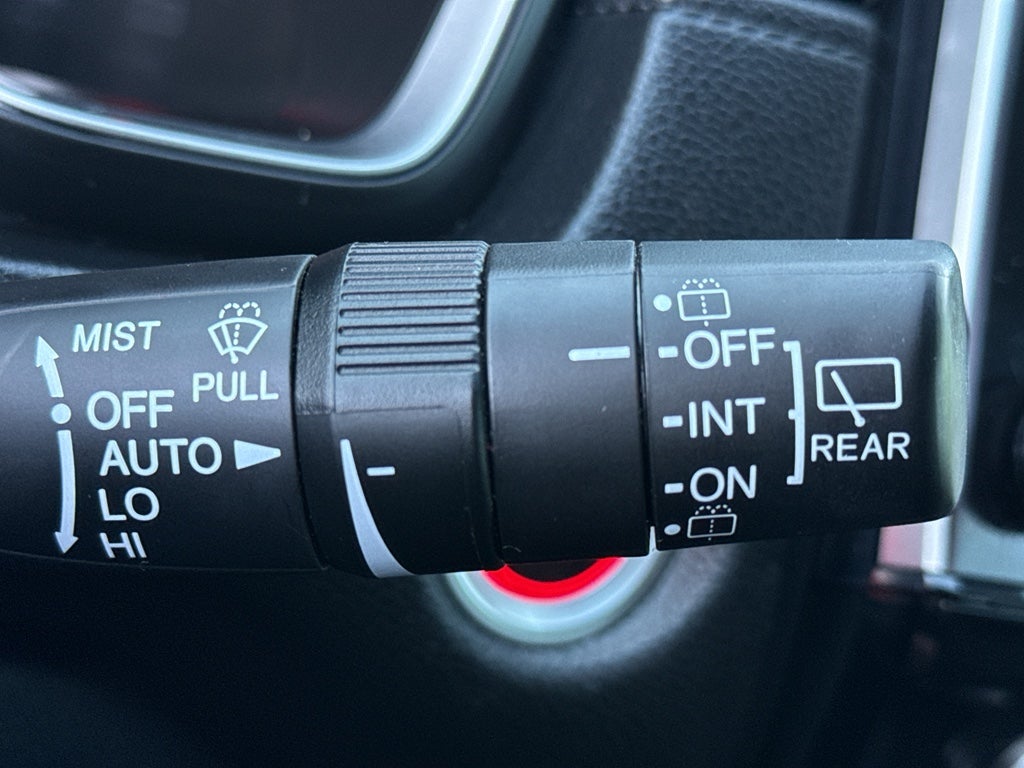 MIST
PULL
OFF
AUTO
LO
HI
OFF
INT
ON
REAR